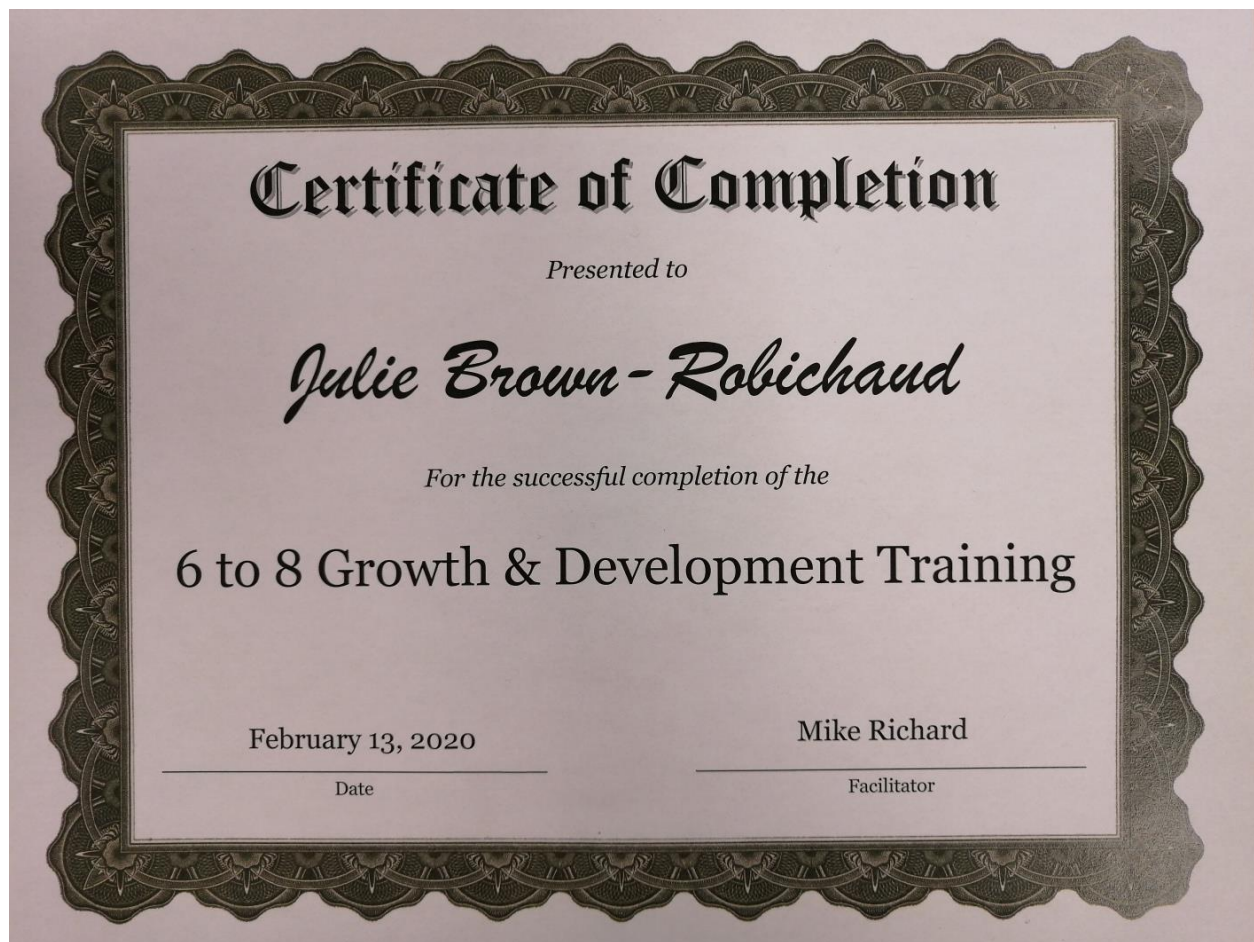 Certificate of Completion
Presented to
Julie Brown-Robichaud
For the successful completion of the
6 to 8 Growth & Development Training
February 13, 2020
Mike Richard
Date
Facilitator